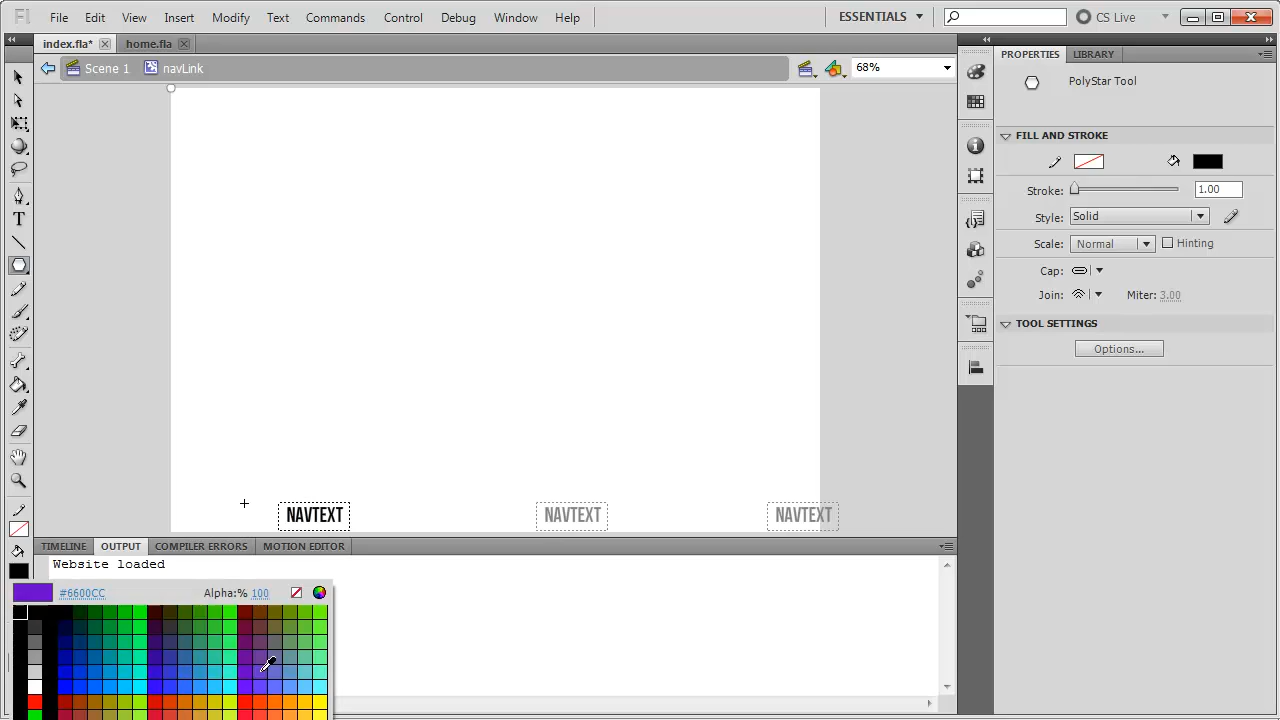 Fl File Edit View Insert Modify Text Commands Control Debug Window Help ESSENTIALS CS Live
index.fla* home.fla
Scene 1 navLink 68%
PROPERTIES LIBRARY
PolyStar Tool
FILL AND STROKE
Stroke: 1.00
Style: Solid
Scale: Normal Hinting
Cap:
Join: Miter: 3.00
TOOL SETTINGS
Options...
NAVTEXT NAVTEXT NAVTEXT
TIMELINE OUTPUT COMPILER ERRORS MOTION EDITOR
Website loaded
#6600CC Alpha:% 100